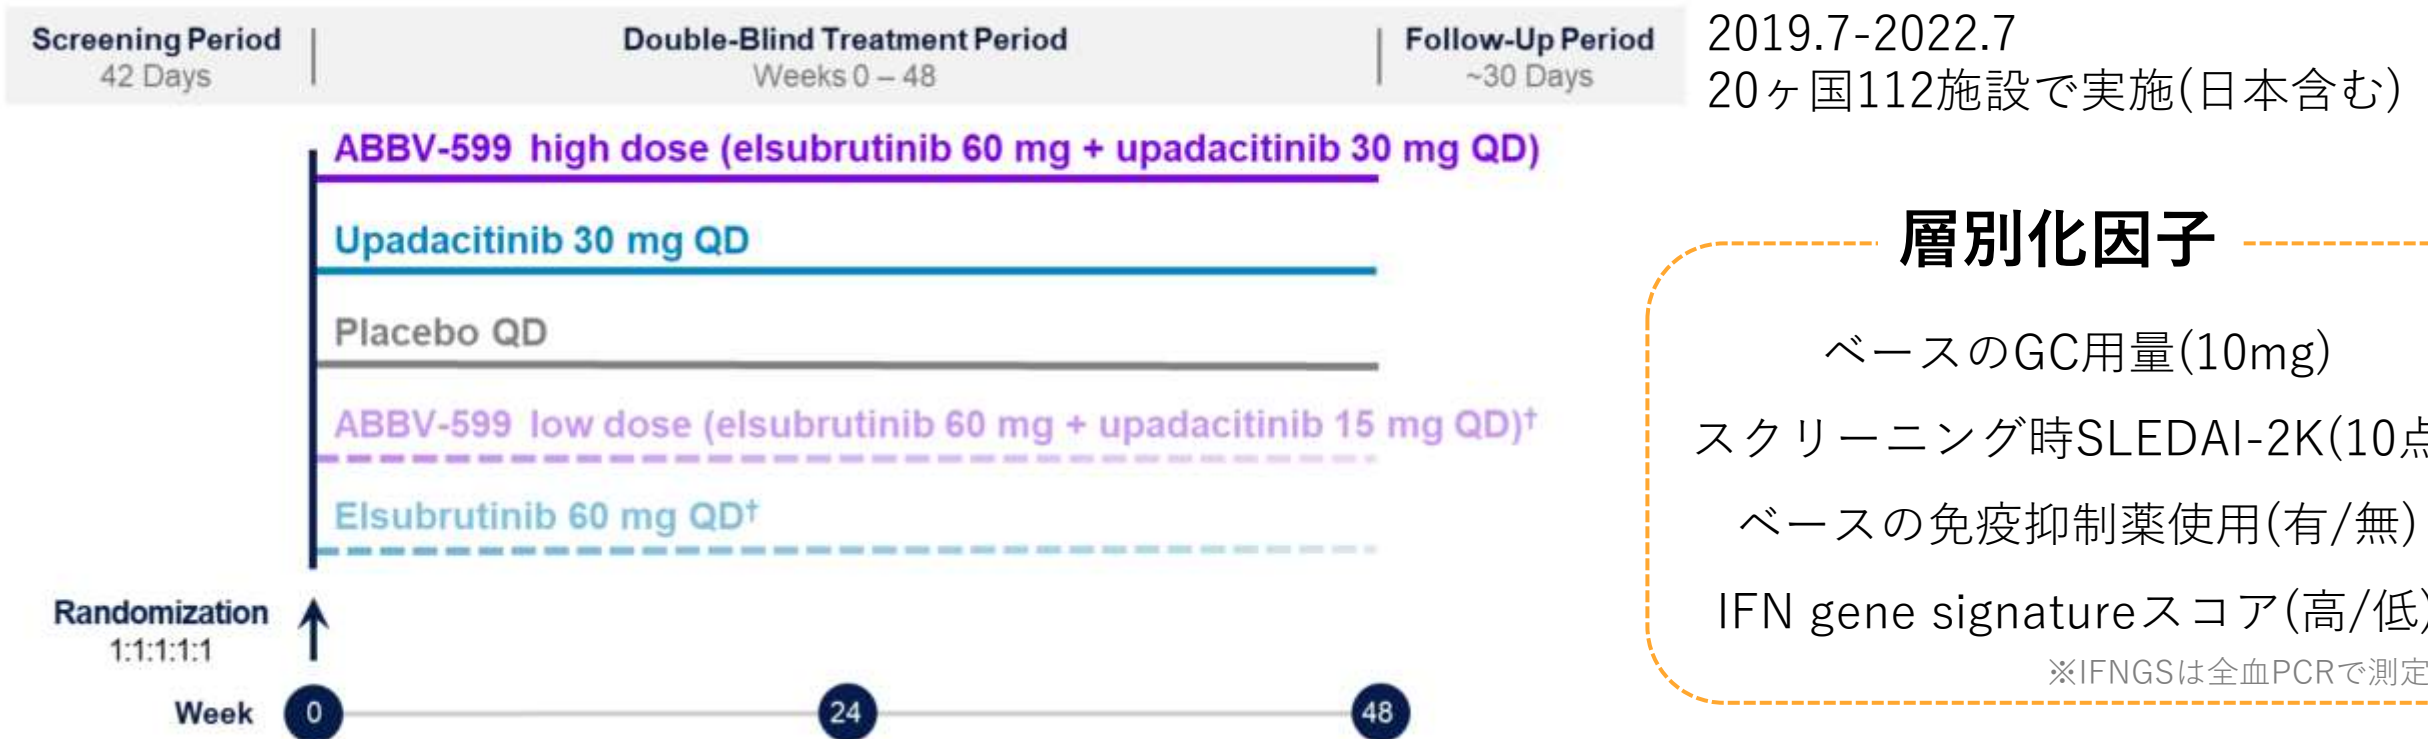 Screening Period
42 Days
Double-Blind Treatment Period
Weeks 0 – 48
Follow-Up Period
~30 Days
2019.7-2022.7
20ヶ国112施設で実施(日本含む)
ABBV-599 high dose (elsubrutinib 60 mg + upadacitinib 30 mg QD)
Upadacitinib 30 mg QD
Placebo QD
ABBV-599 low dose (elsubrutinib 60 mg + upadacitinib 15 mg QD)†
Elsubrutinib 60 mg QD†
Randomization
1:1:1:1:1
Week
0
24
48
層別化因子
ベースのGC用量(10mg)
スクリーニング時SLEDAI-2K(10点
ベースの免疫抑制薬使用(有/無)
IFN gene signatureスコア(高/低)
※IFNGSは全血PCRで測定